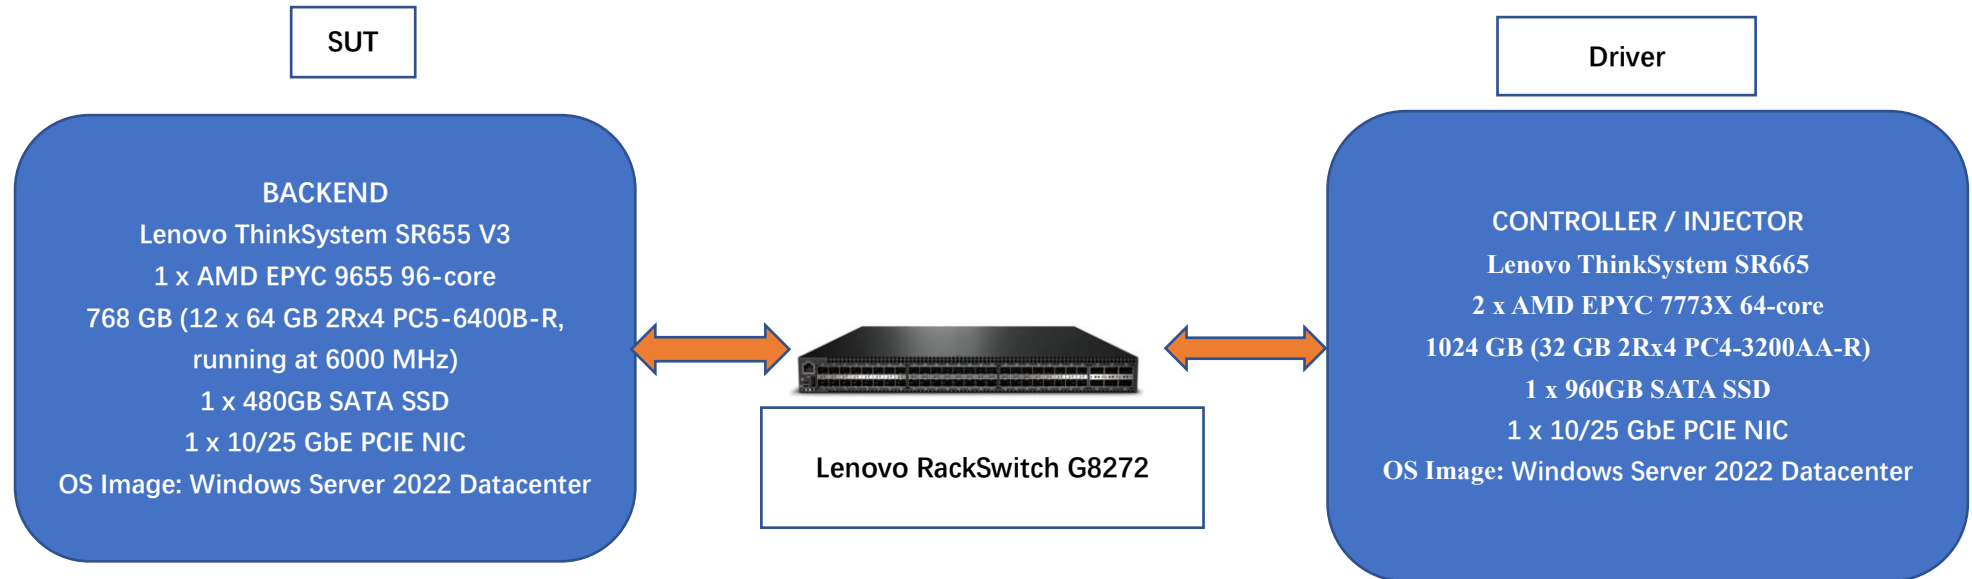 SUT
BACKEND
Lenovo ThinkSystem SR655 V3
1 x AMD EPYC 9655 96-core
768 GB (12 x 64 GB 2Rx4 PC5-6400B-R,
running at 6000 MHz)
1 x 480GB SATA SSD
1 x 10/25 GbE PCIE NIC
OS Image: Windows Server 2022 Datacenter
Lenovo RackSwitch G8272
Driver
CONTROLLER / INJECTOR
Lenovo ThinkSystem SR665
2 x AMD EPYC 7773X 64-core
1024 GB (32 GB 2Rx4 PC4-3200AA-R)
1 x 960GB SATA SSD
1 x 10/25 GbE PCIE NIC
OS Image: Windows Server 2022 Datacenter